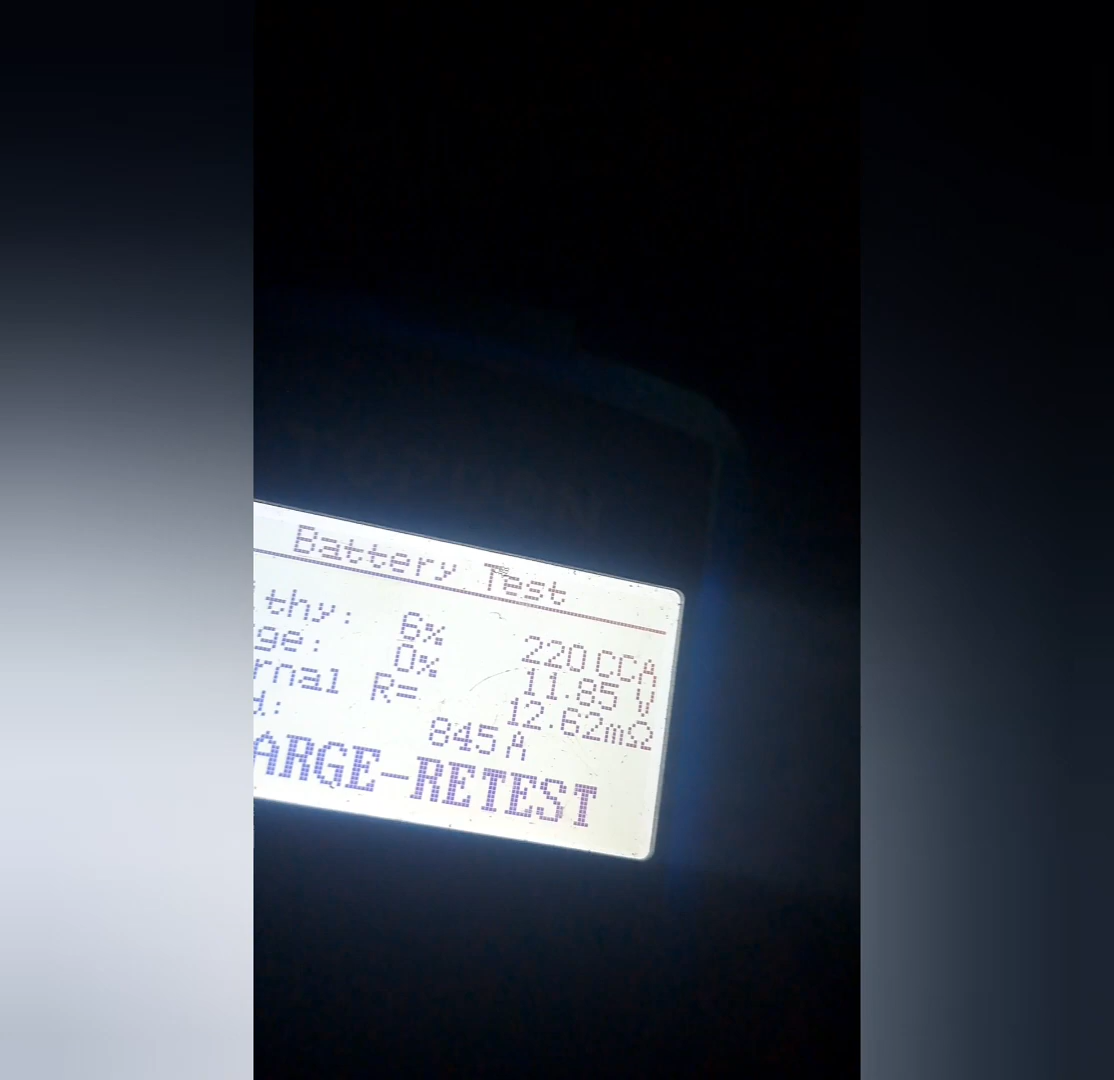 Battery Test
thy: 6% 220CCA
ge: 0% 11.85 V
rnal R= 12.62mΩ
d: 845 A
ARGE-RETEST